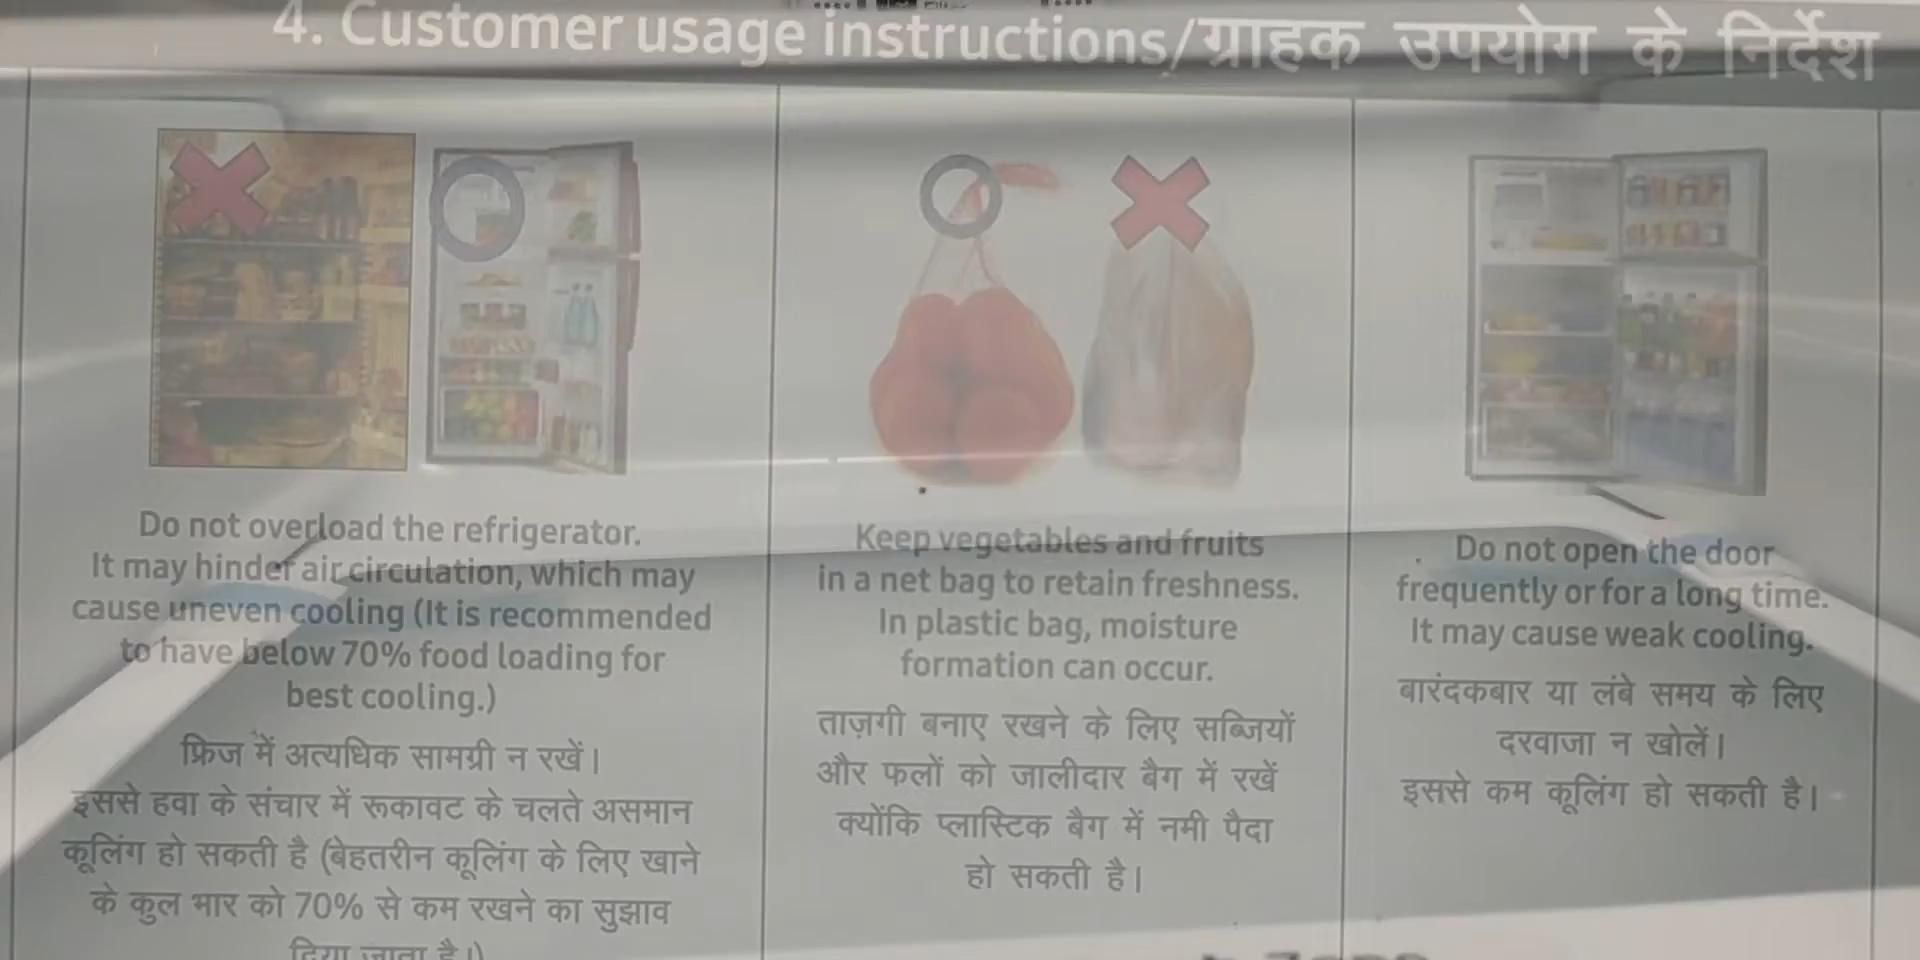 4. Customer usage instructions/ग्राहक उपयोग के निर्देश
Do not overload the refrigerator.
It may hinder air circulation, which may
cause uneven cooling (It is recommended
to have below 70% food loading for
best cooling.)
फ्रिज में अत्यधिक सामग्री न रखें।
इससे हवा के संचार में रूकावट के चलते असमान
कूलिंग हो सकती है (बेहतरीन कूलिंग के लिए खाने
के कुल भार को 70% से कम रखने का सुझाव
दिया जाता है।)
Keep vegetables and fruits
in a net bag to retain freshness.
In plastic bag, moisture
formation can occur.
ताज़गी बनाए रखने के लिए सब्जियों
और फलों को जालीदार बैग में रखें
क्योंकि प्लास्टिक बैग में नमी पैदा
हो सकती है।
Do not open the door
frequently or for a long time.
It may cause weak cooling.
बारंदकबार या लंबे समय के लिए
दरवाजा न खोलें।
इससे कम कूलिंग हो सकती है।